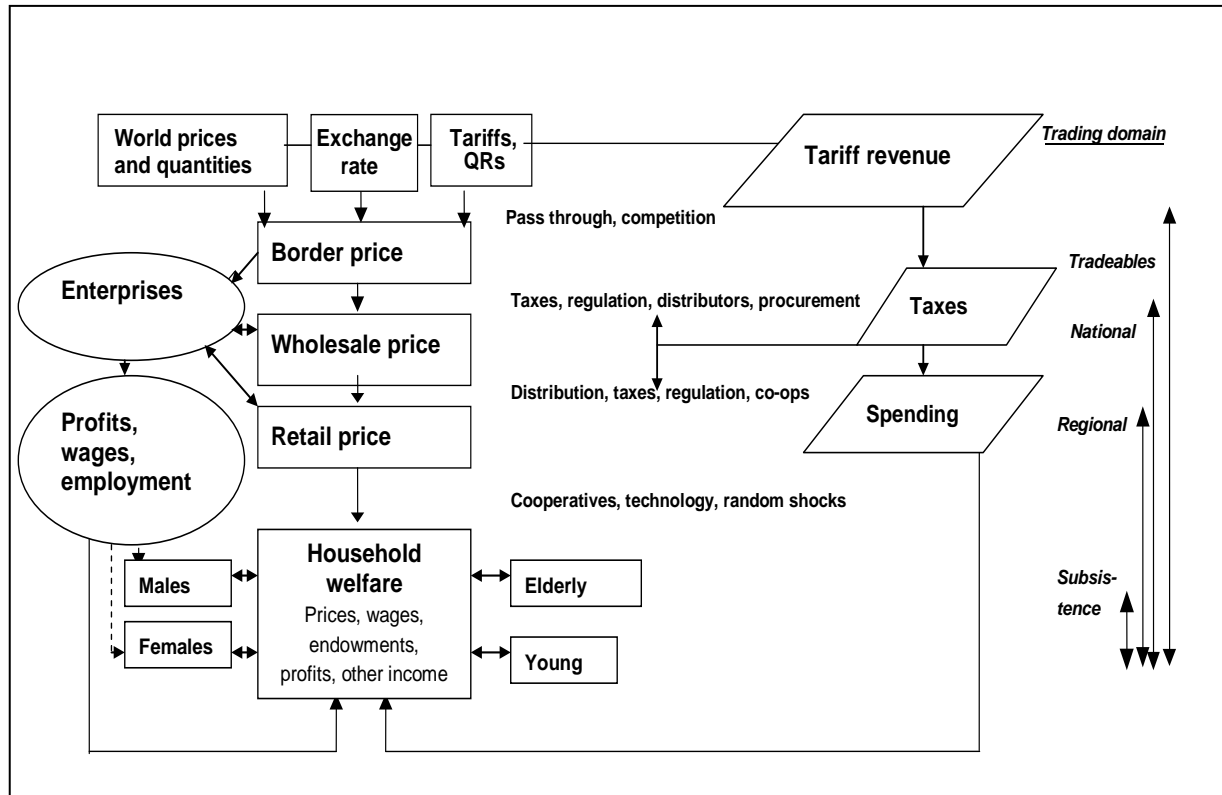 World prices
and quantities
Exchange
rate
Tariffs,
QRs
Tariff revenue
Trading domain
Pass through, competition
Border price
Tradeables
Enterprises
Taxes, regulation, distributors, procurement
Taxes
National
Wholesale price
Distribution, taxes, regulation, co-ops
Spending
Regional
Profits,
wages,
employment
Retail price
Cooperatives, technology, random shocks
Household
welfare
Prices, wages,
endowments,
profits, other income
Males
Elderly
Females
Young
Subsis-
tence